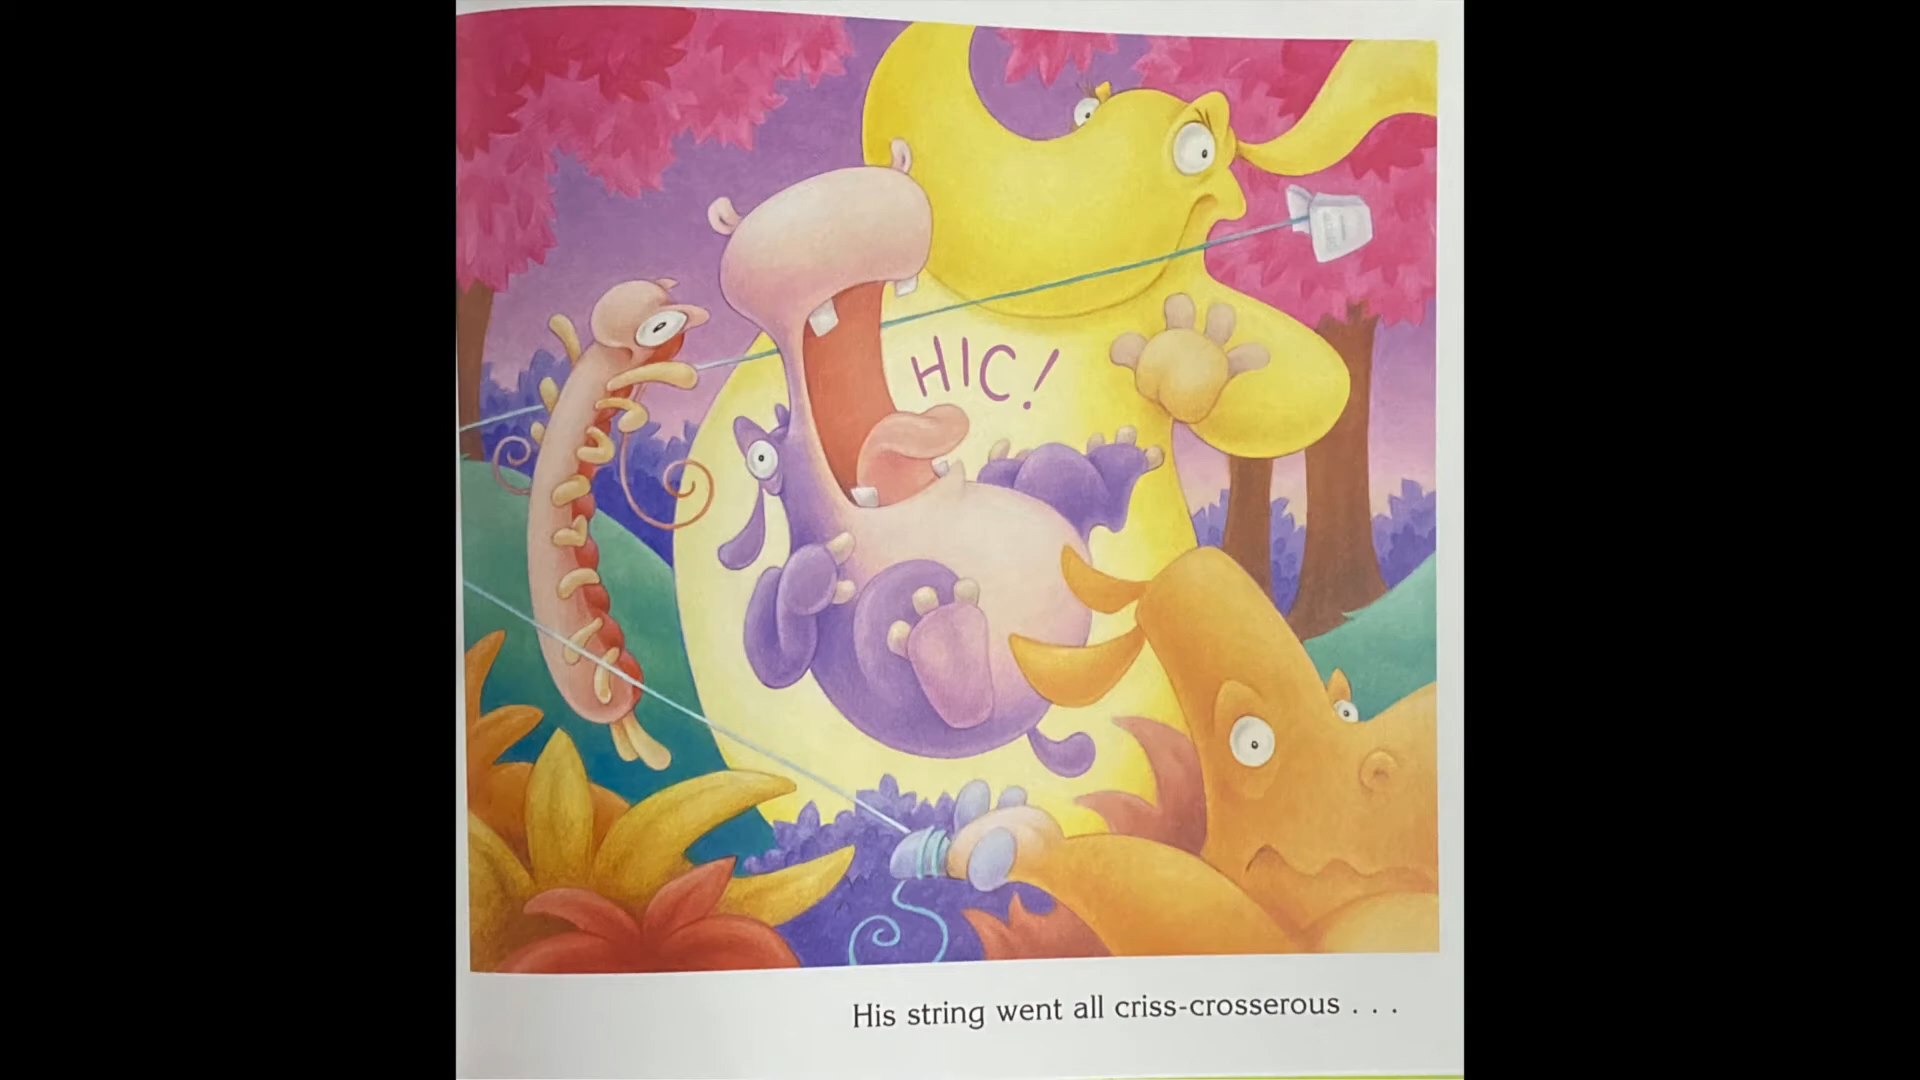 HIC!
His string went all criss-crosserous . . .